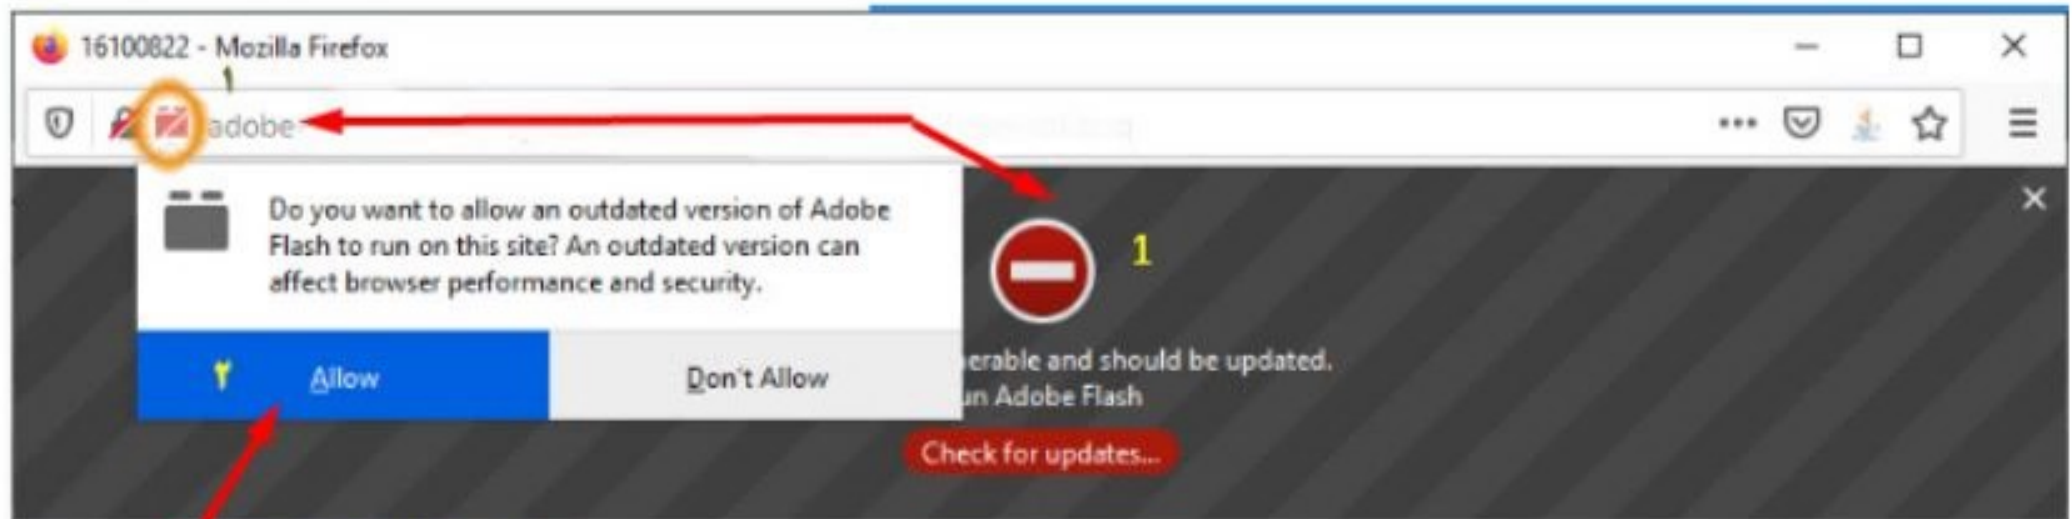 16100822 - Mozilla Firefox
۱
adobe
Do you want to allow an outdated version of Adobe
Flash to run on this site? An outdated version can
affect browser performance and security.
1
۲ Allow
Don't Allow
nerable and should be updated.
un Adobe Flash
Check for updates...